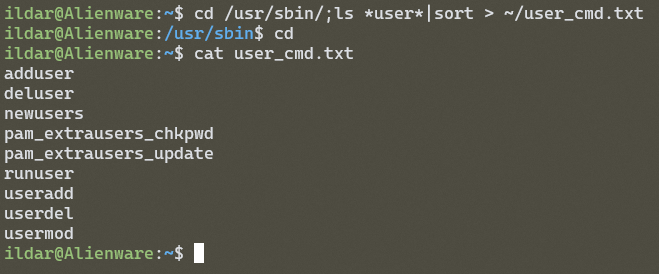 ildar@Alienware:~$ cd /usr/sbin/;ls *user*|sort > ~/user_cmd.txt
ildar@Alienware:/usr/sbin$ cd
ildar@Alienware:~$ cat user_cmd.txt
adduser
deluser
newusers
pam_extrausers_chkpwd
pam_extrausers_update
runuser
useradd
userdel
usermod
ildar@Alienware:~$